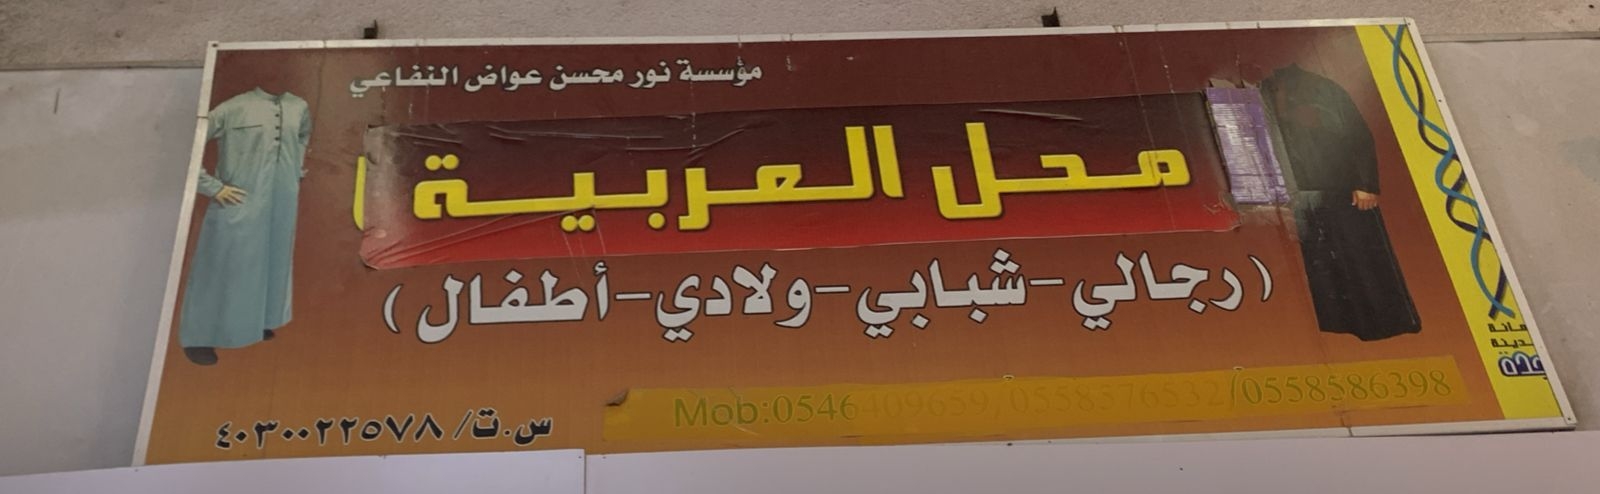 مؤسسة نور محسن عواض النفاعي
محل العربية
(رجالي-شبابي-ولادي-أطفال)
Mob:0546409659/0558576532/0558586398
س.ت/٤٠٣٠٠٢٢٥٧٨